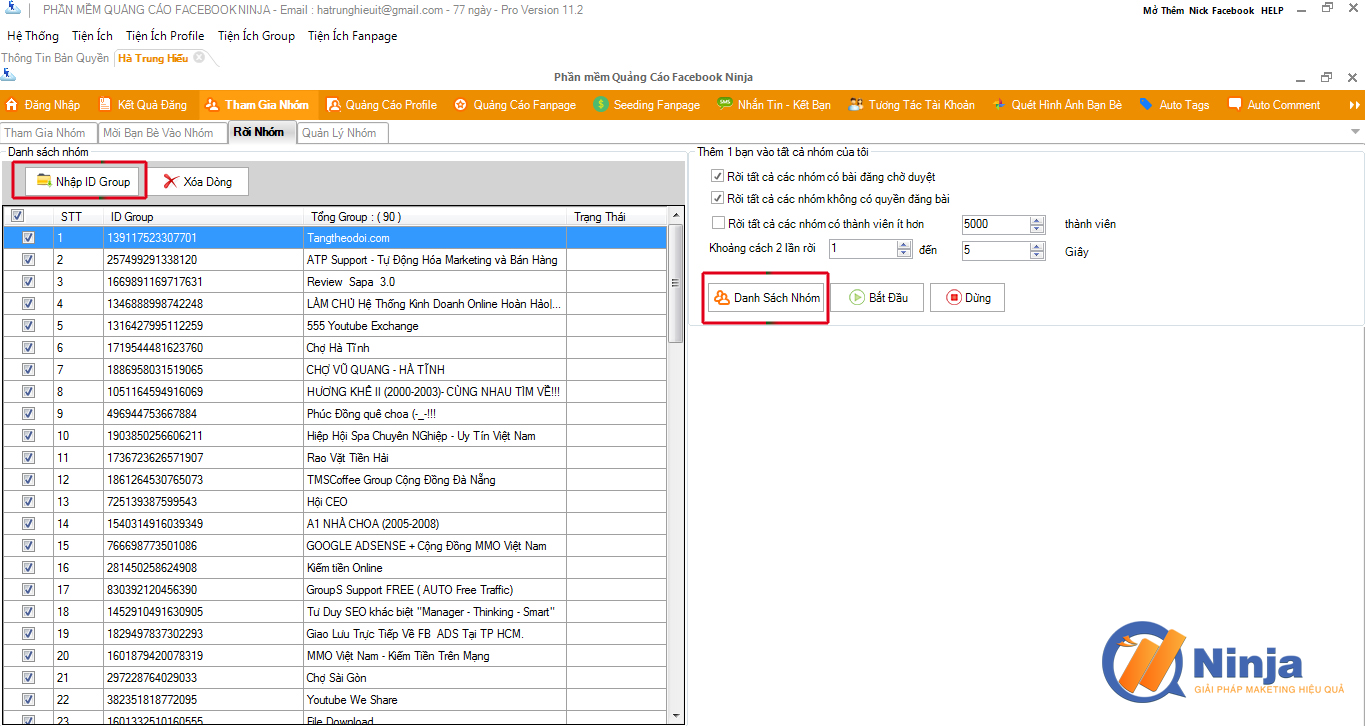 PHẦN MỀM QUẢNG CÁO FACEBOOK NINJA - Email : hatrunghieuit@gmail.com - 77 ngày - Pro Version 11.2
Mở Thêm Nick Facebook HELP
Hệ Thống Tiện Ích Tiện Ích Profile Tiện Ích Group Tiện Ích Fanpage
Thông Tin Bản Quyền Hà Trung Hiếu
Phần mềm Quảng Cáo Facebook Ninja
Đăng Nhập Kết Quả Đăng Tham Gia Nhóm Quảng Cáo Profile Quảng Cáo Fanpage Seeding Fanpage SMS Nhắn Tin - Kết Bạn Tương Tác Tài Khoản Quét Hình Ảnh Bạn Bè Auto Tags Auto Comment
Tham Gia Nhóm Mời Bạn Bè Vào Nhóm Rời Nhóm Quản Lý Nhóm
Danh sách nhóm
Nhập ID Group Xóa Dòng
STT ID Group Tổng Group : ( 90 ) Trạng Thái
1 139117523307701 Tangtheodoi.com
2 257499291338120 ATP Support - Tự Động Hóa Marketing và Bán Hàng
3 1669891169717631 Review Sapa 3.0
4 1346888998742248 LÀM CHỦ Hệ Thống Kinh Doanh Online Hoàn Hảo|...
5 1316427995112259 555 Youtube Exchange
6 1719544481623760 Chợ Hà Tĩnh
7 1886958031519065 CHỢ VŨ QUANG - HÀ TĨNH
8 1051164594916069 HƯƠNG KHÊ II (2000-2003)- CÙNG NHAU TÌM VỀ!!!
9 496944753667884 Phúc Đồng quê choa (-_-!!!
10 1903850256606211 Hiệp Hội Spa Chuyên NGhiệp - Uy Tín Việt Nam
11 1736723626571907 Rao Vặt Tiền Hải
12 1861264530765073 TMSCoffee Group Cộng Đồng Đà Nẵng
13 725139387599543 Hội CEO
14 1540314916039349 A1 NHÀ CHOA (2005-2008)
15 766698773501086 GOOGLE ADSENSE + Cộng Đồng MMO Việt Nam
16 281450258624908 Kiếm tiền Online
17 830392120456390 GroupS Support FREE ( AUTO Free Traffic)
18 1452910491630905 Tư Duy SEO khác biệt "Manager - Thinking - Smart"
19 1829497837302293 Giao Lưu Trực Tiếp Về FB ADS Tại TP HCM.
20 1601879420078319 MMO Việt Nam - Kiếm Tiền Trên Mạng
21 297228764029033 Chợ Sài Gòn
22 382351818772095 Youtube We Share
23 1601332510160555 File Download
Thêm 1 bạn vào tất cả nhóm của tôi
Rời tất cả các nhóm có bài đăng chờ duyệt
Rời tất cả các nhóm không có quyền đăng bài
Rời tất cả các nhóm có thành viên ít hơn 5000 thành viên
Khoảng cách 2 lần rời 1 đến 5 Giây
Danh Sách Nhóm Bắt Đầu Dừng
Ninja
GIẢI PHÁP MAKETING HIỆU QUẢ